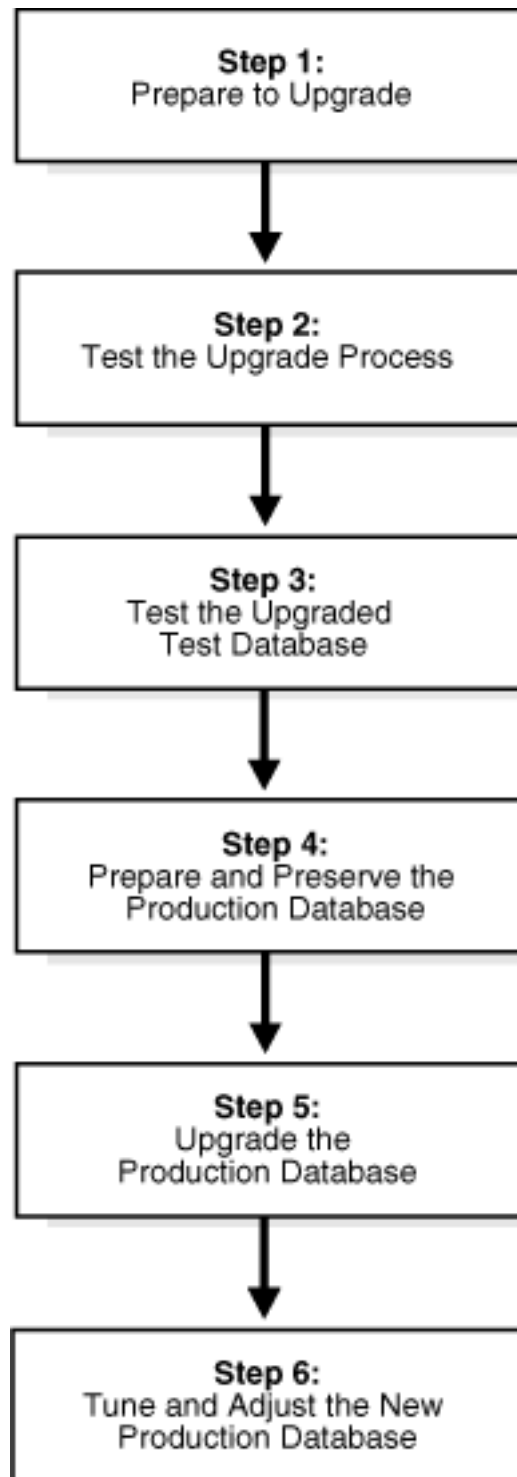 Step 1:
Prepare to Upgrade
Step 2:
Test the Upgrade Process
Step 3:
Test the Upgraded
Test Database
Step 4:
Prepare and Preserve the
Production Database
Step 5:
Upgrade the
Production Database
Step 6:
Tune and Adjust the New
Production Database